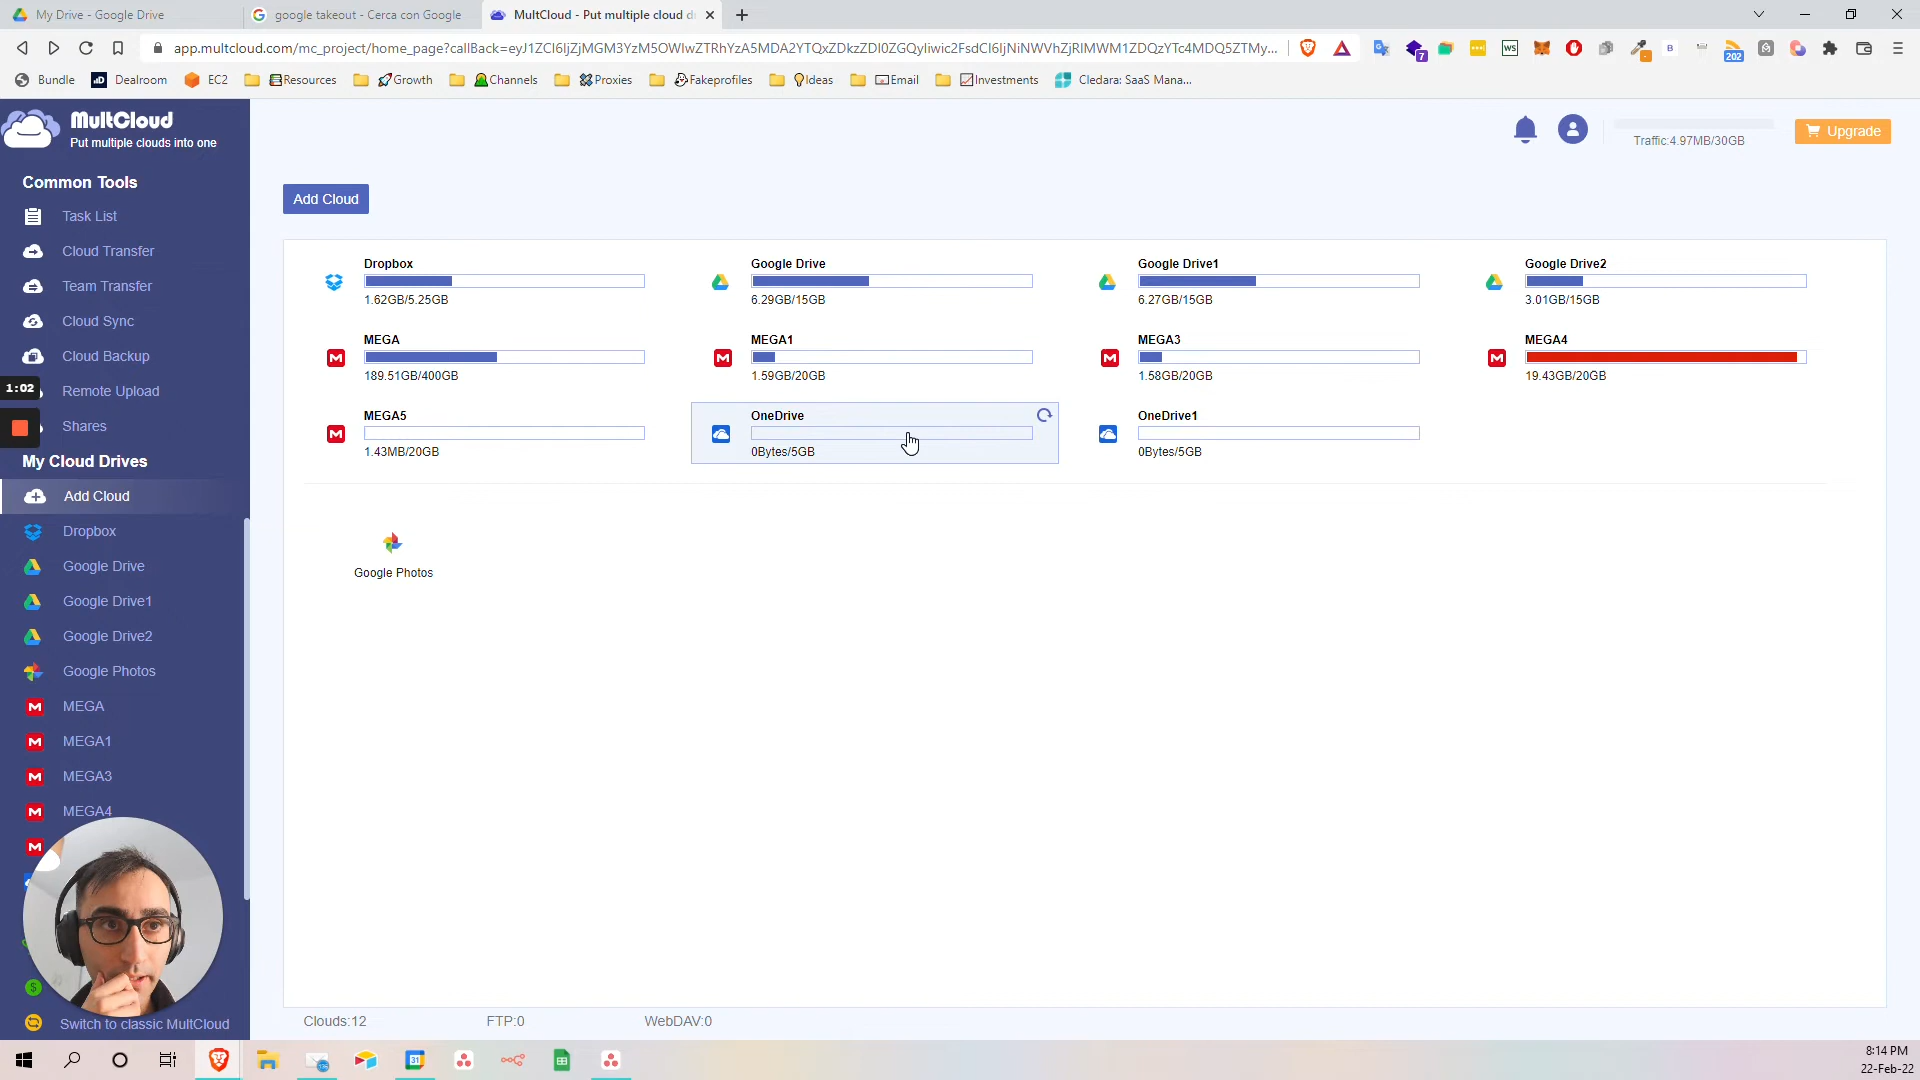 My Drive - Google Drive
google takeout - Cerca con Google
MultCloud - Put multiple cloud d
app.multcloud.com/mc_project/home_page?callBack=
7
WS
B
202
Bundle
Dealroom
EC2
Resources
Growth
Channels
Proxies
Fakeprofiles
Ideas
Email
Investments
Cledara: SaaS Mana...
MultCloud
Put multiple clouds into one
Traffic:4.97MB/30GB
Upgrade
Common Tools
Task List
Cloud Transfer
Team Transfer
Cloud Sync
Cloud Backup
1:02
Remote Upload
Shares
My Cloud Drives
Add Cloud
Dropbox
Google Drive
Google Drive1
Google Drive2
Google Photos
MEGA
MEGA1
MEGA3
MEGA4
Switch to classic MultCloud
Add Cloud
Dropbox
1.62GB/5.25GB
Google Drive
6.29GB/15GB
Google Drive1
6.27GB/15GB
Google Drive2
3.01GB/15GB
MEGA
189.51GB/400GB
MEGA1
1.59GB/20GB
MEGA3
1.58GB/20GB
MEGA4
19.43GB/20GB
MEGA5
1.43MB/20GB
OneDrive
0Bytes/5GB
OneDrive1
0Bytes/5GB
Google Photos
Clouds:12
FTP:0
WebDAV:0
31
8:14 PM
22-Feb-22